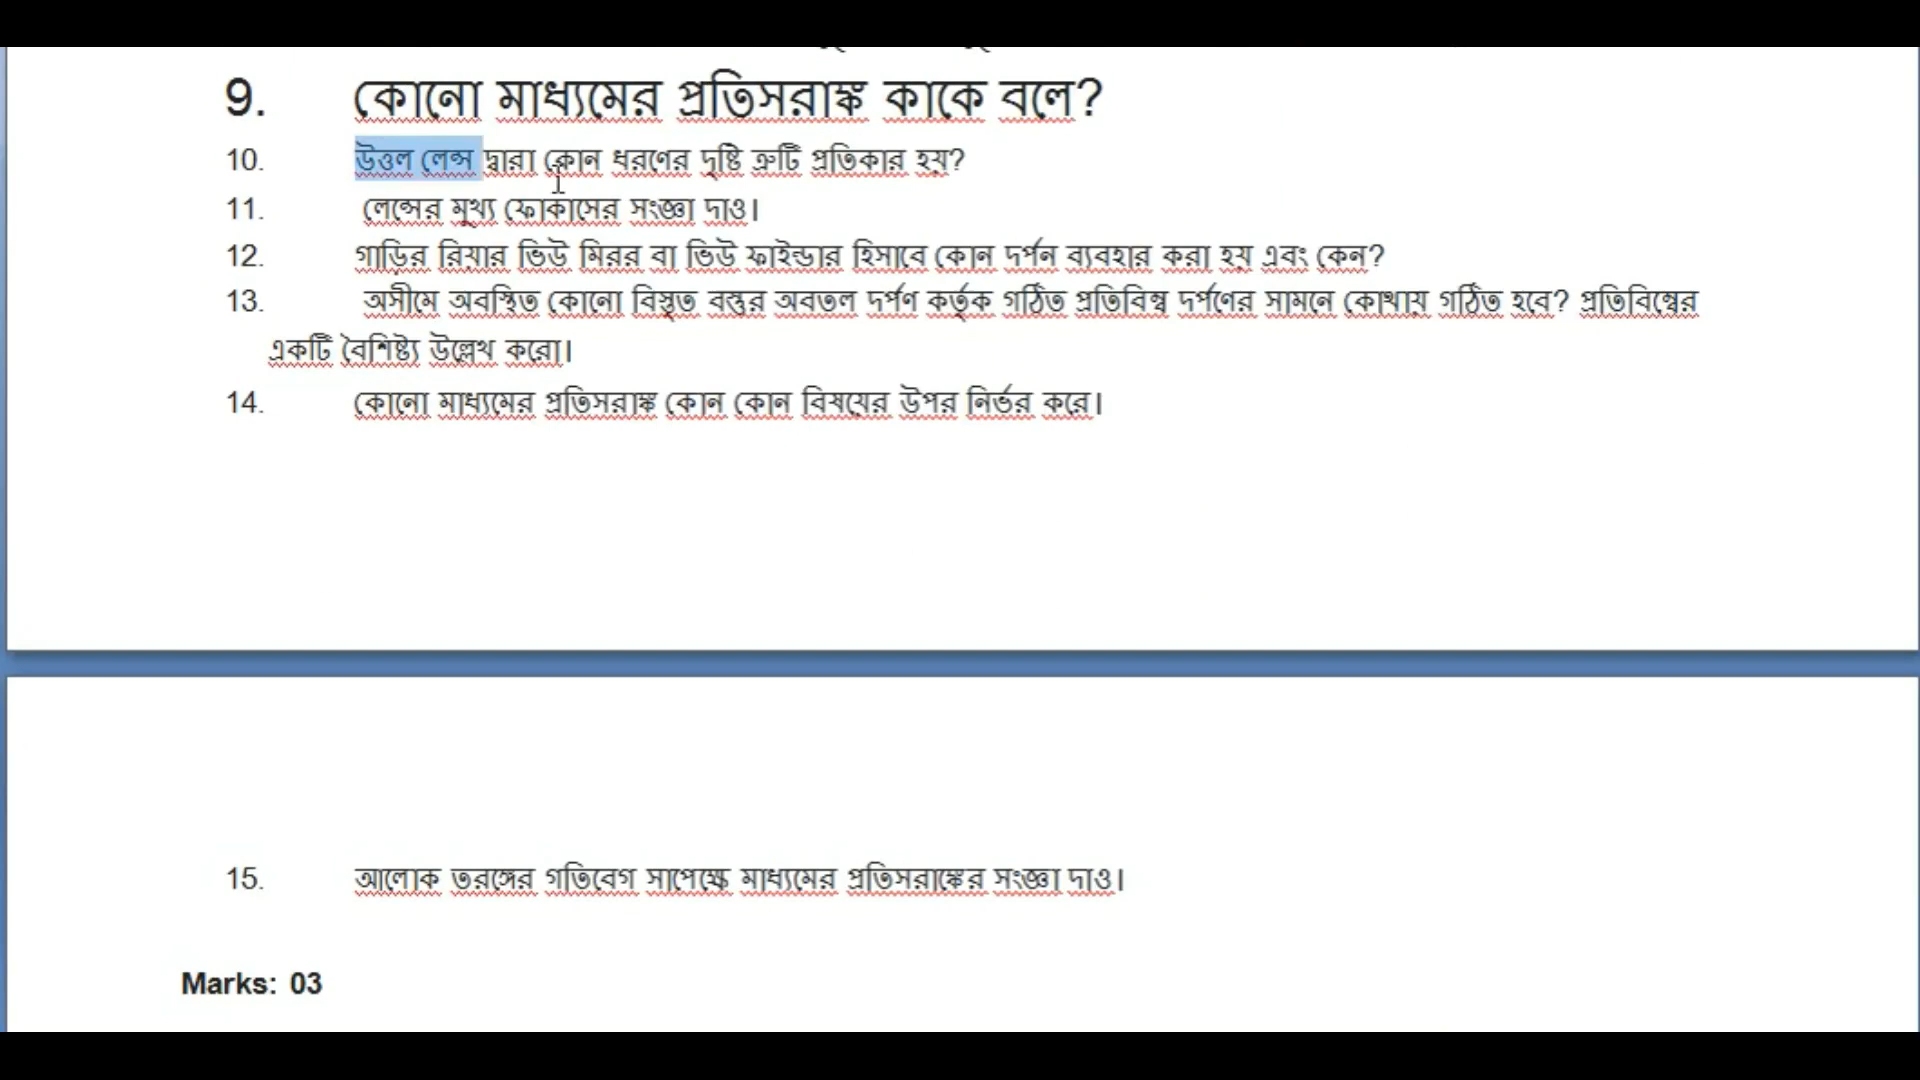 9. কোনো মাধ্যমের প্রতিসরাঙ্ক কাকে বলে?
10. উত্তল লেন্স দ্বারা কোন ধরণের দৃষ্টি ত্রুটি প্রতিকার হয়?
11. লেন্সের মুখ্য ফোকাসের সংজ্ঞা দাও।
12. গাড়ির রিয়ার ভিউ মিরর বা ভিউ ফাইন্ডার হিসাবে কোন দর্পন ব্যবহার করা হয় এবং কেন?
13. অসীমে অবস্থিত কোনো বিস্তৃত বস্তুর অবতল দর্পণ কর্তৃক গঠিত প্রতিবিম্ব দর্পণের সামনে কোথায় গঠিত হবে? প্রতিবিম্বের
একটি বৈশিষ্ট্য উল্লেখ করো।
14. কোনো মাধ্যমের প্রতিসরাঙ্ক কোন কোন বিষয়ের উপর নির্ভর করে।
15. আলোক তরঙ্গের গতিবেগ সাপেক্ষে মাধ্যমের প্রতিসরাঙ্কের সংজ্ঞা দাও।
Marks: 03